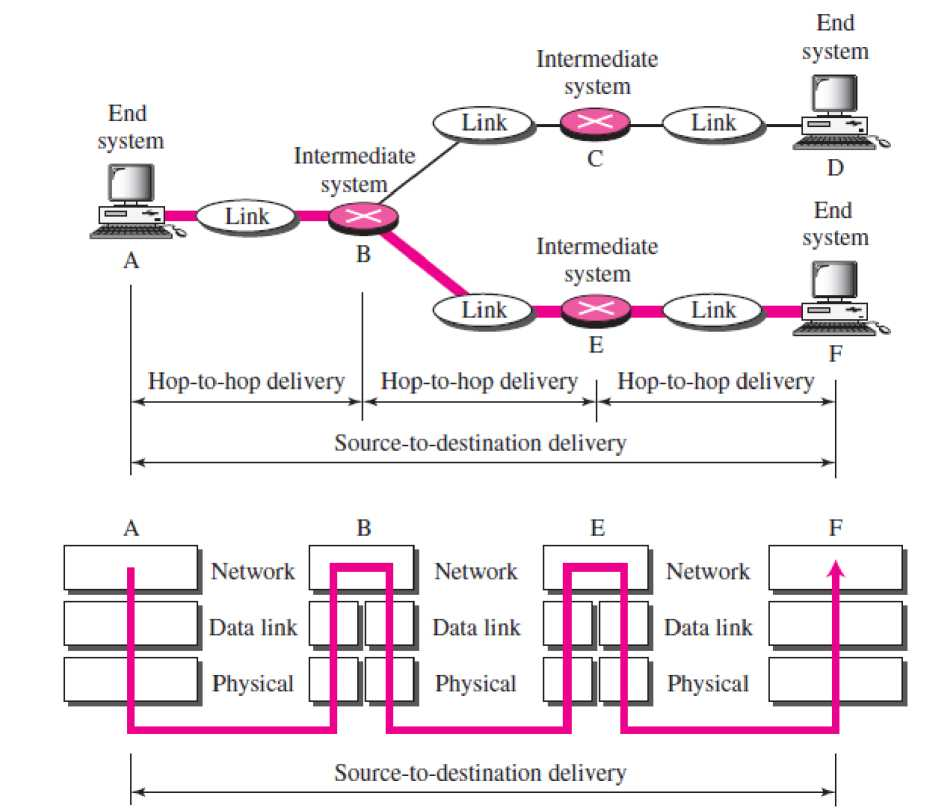 End
system
Intermediate
system
Link
C
Link
D
End
system
Intermediate
system
Link
A
B
End
system
Intermediate
system
Link
E
Link
F
Hop-to-hop delivery
Hop-to-hop delivery
Hop-to-hop delivery
Source-to-destination delivery
A
B
E
F
Network
Network
Network
Data link
Data link
Data link
Physical
Physical
Physical
Source-to-destination delivery